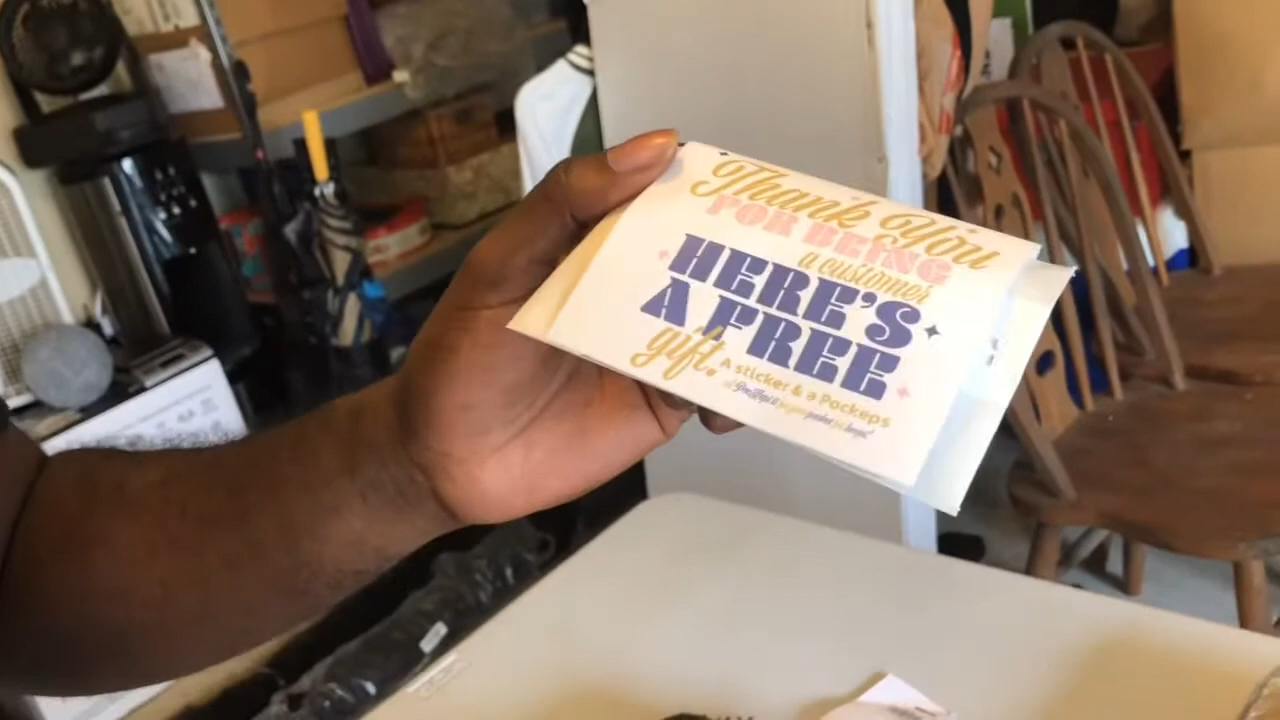 Thank You
FOR BEING
a customer
HERE'S
A FREE
gift.
A sticker & a Pockeps